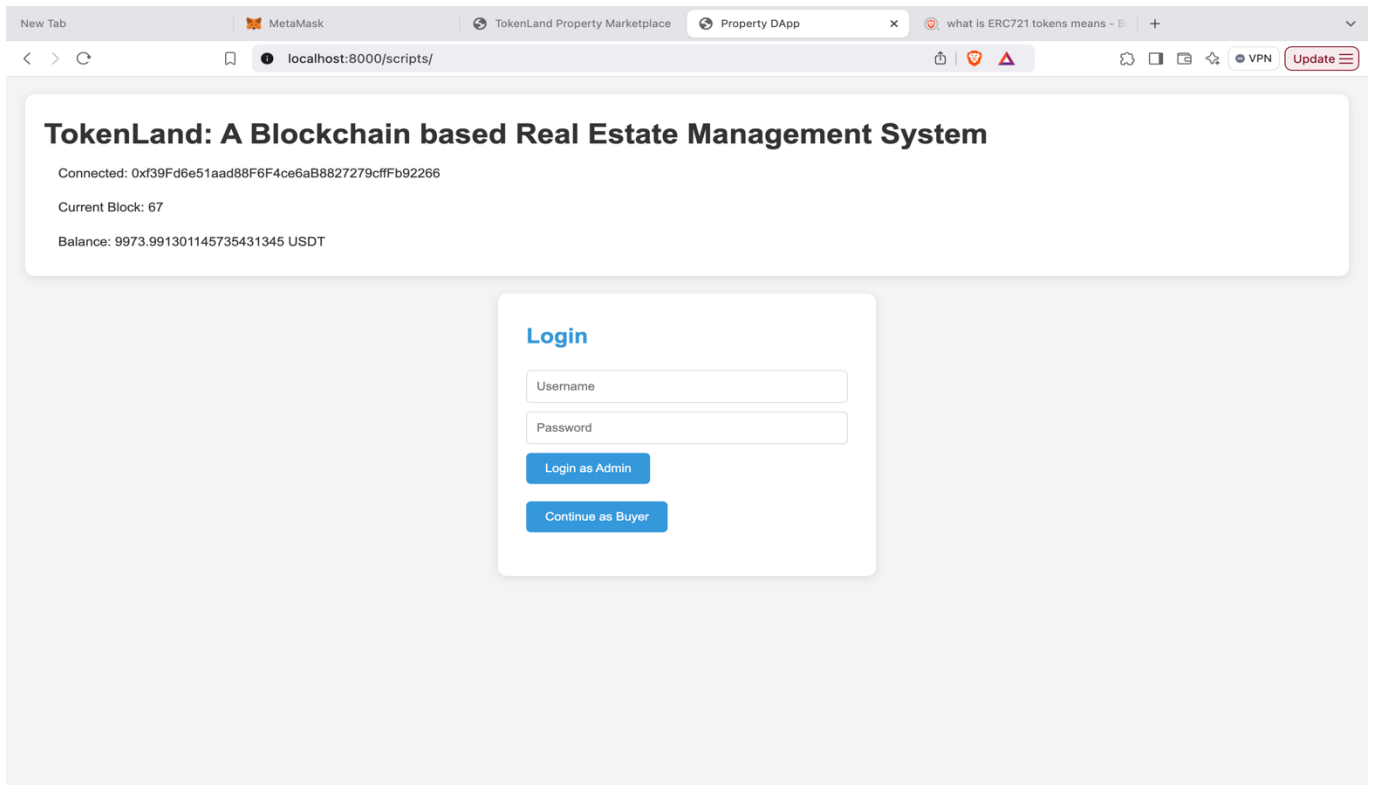 New Tab
MetaMask
TokenLand Property Marketplace
Property DApp
what is ERC721 tokens means - B
localhost:8000/scripts/
VPN
Update
TokenLand: A Blockchain based Real Estate Management System
Connected: 0xf39Fd6e51aad88F6F4ce6aB8827279cffFb92266
Current Block: 67
Balance: 9973.991301145735431345 USDT
Login
Username
Password
Login as Admin
Continue as Buyer